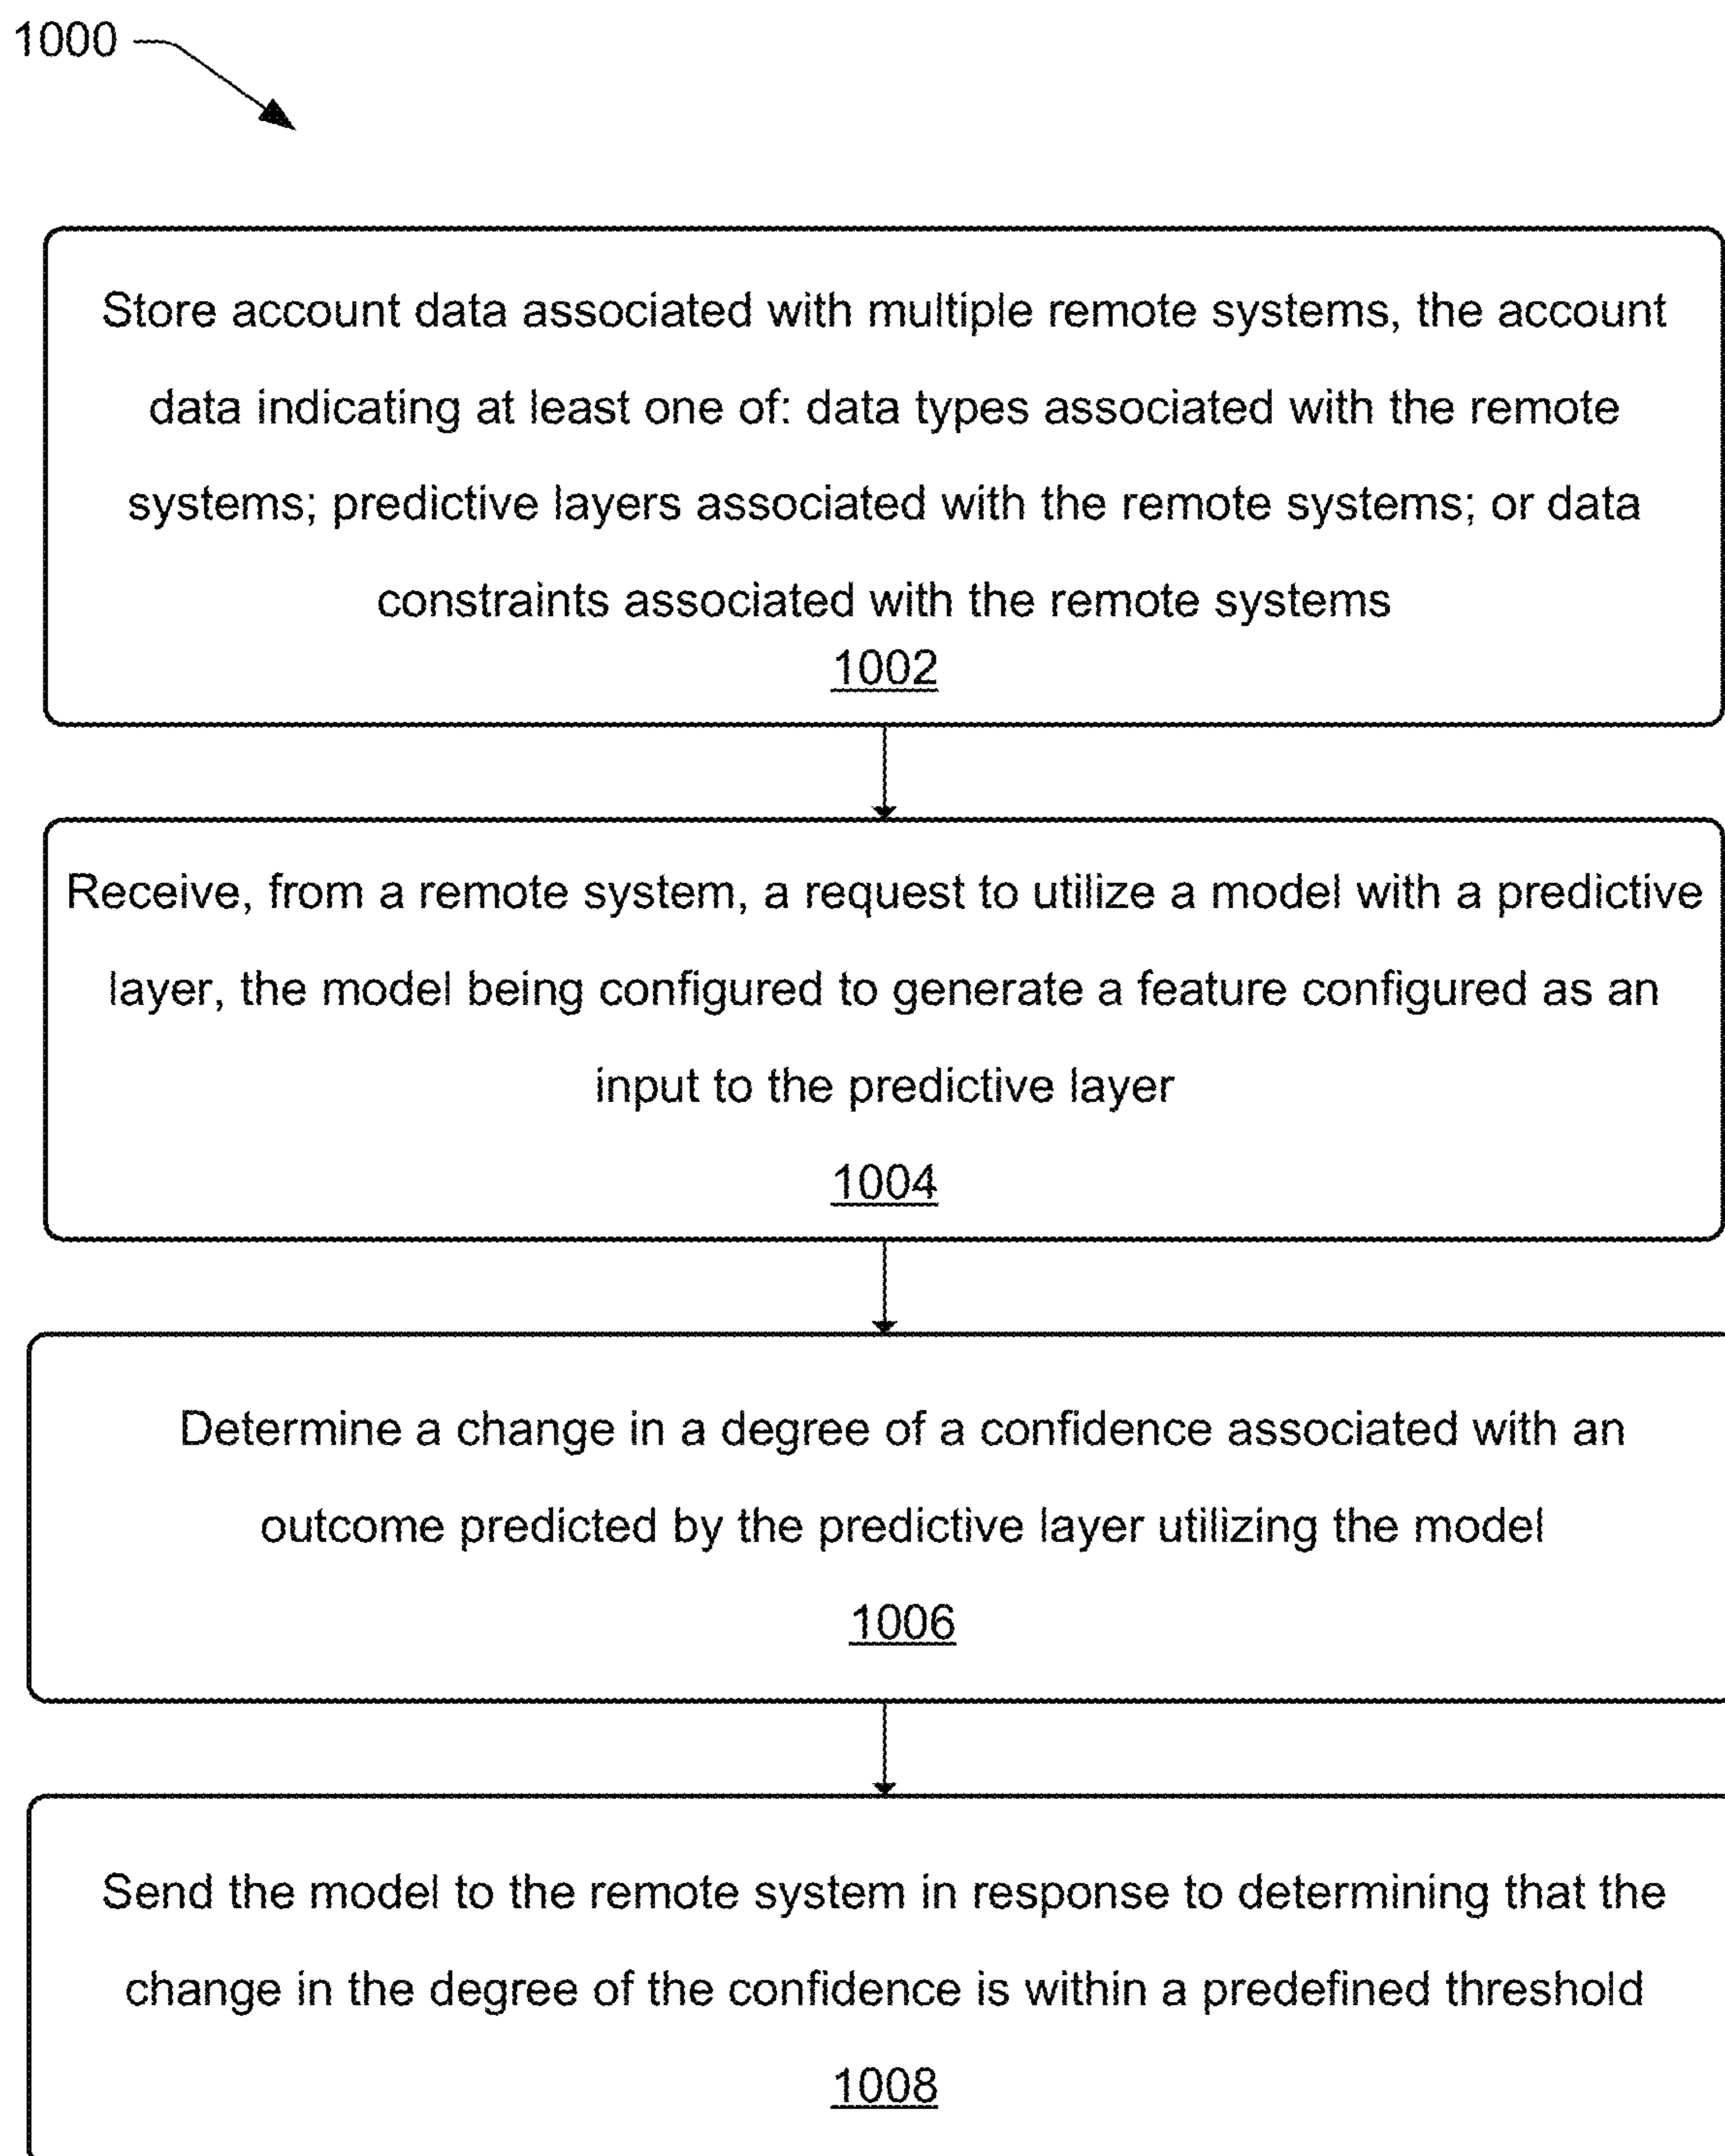 1000
Store account data associated with multiple remote systems, the account
data indicating at least one of: data types associated with the remote
systems; predictive layers associated with the remote systems; or data
constraints associated with the remote systems
1002
Receive, from a remote system, a request to utilize a model with a predictive
layer, the model being configured to generate a feature configured as an
input to the predictive layer
1004
Determine a change in a degree of a confidence associated with an
outcome predicted by the predictive layer utilizing the model
1006
Send the model to the remote system in response to determining that the
change in the degree of the confidence is within a predefined threshold
1008